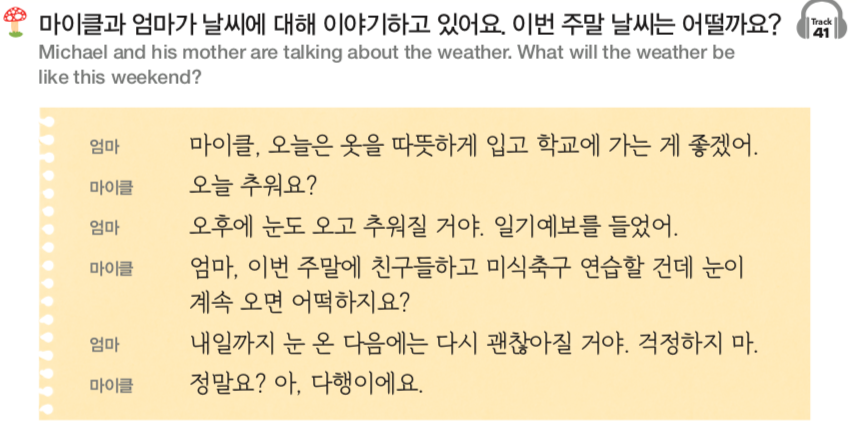 마이클과 엄마가 날씨에 대해 이야기하고 있어요. 이번 주말 날씨는 어떨까요?
Track
41
Michael and his mother are talking about the weather. What will the weather be
like this weekend?
엄마 마이클, 오늘은 옷을 따뜻하게 입고 학교에 가는 게 좋겠어.
마이클 오늘 추워요?
엄마 오후에 눈도 오고 추워질 거야. 일기예보를 들었어.
마이클 엄마, 이번 주말에 친구들하고 미식축구 연습할 건데 눈이
계속 오면 어떡하지요?
엄마 내일까지 눈 온 다음에는 다시 괜찮아질 거야. 걱정하지 마.
마이클 정말요? 아, 다행이에요.